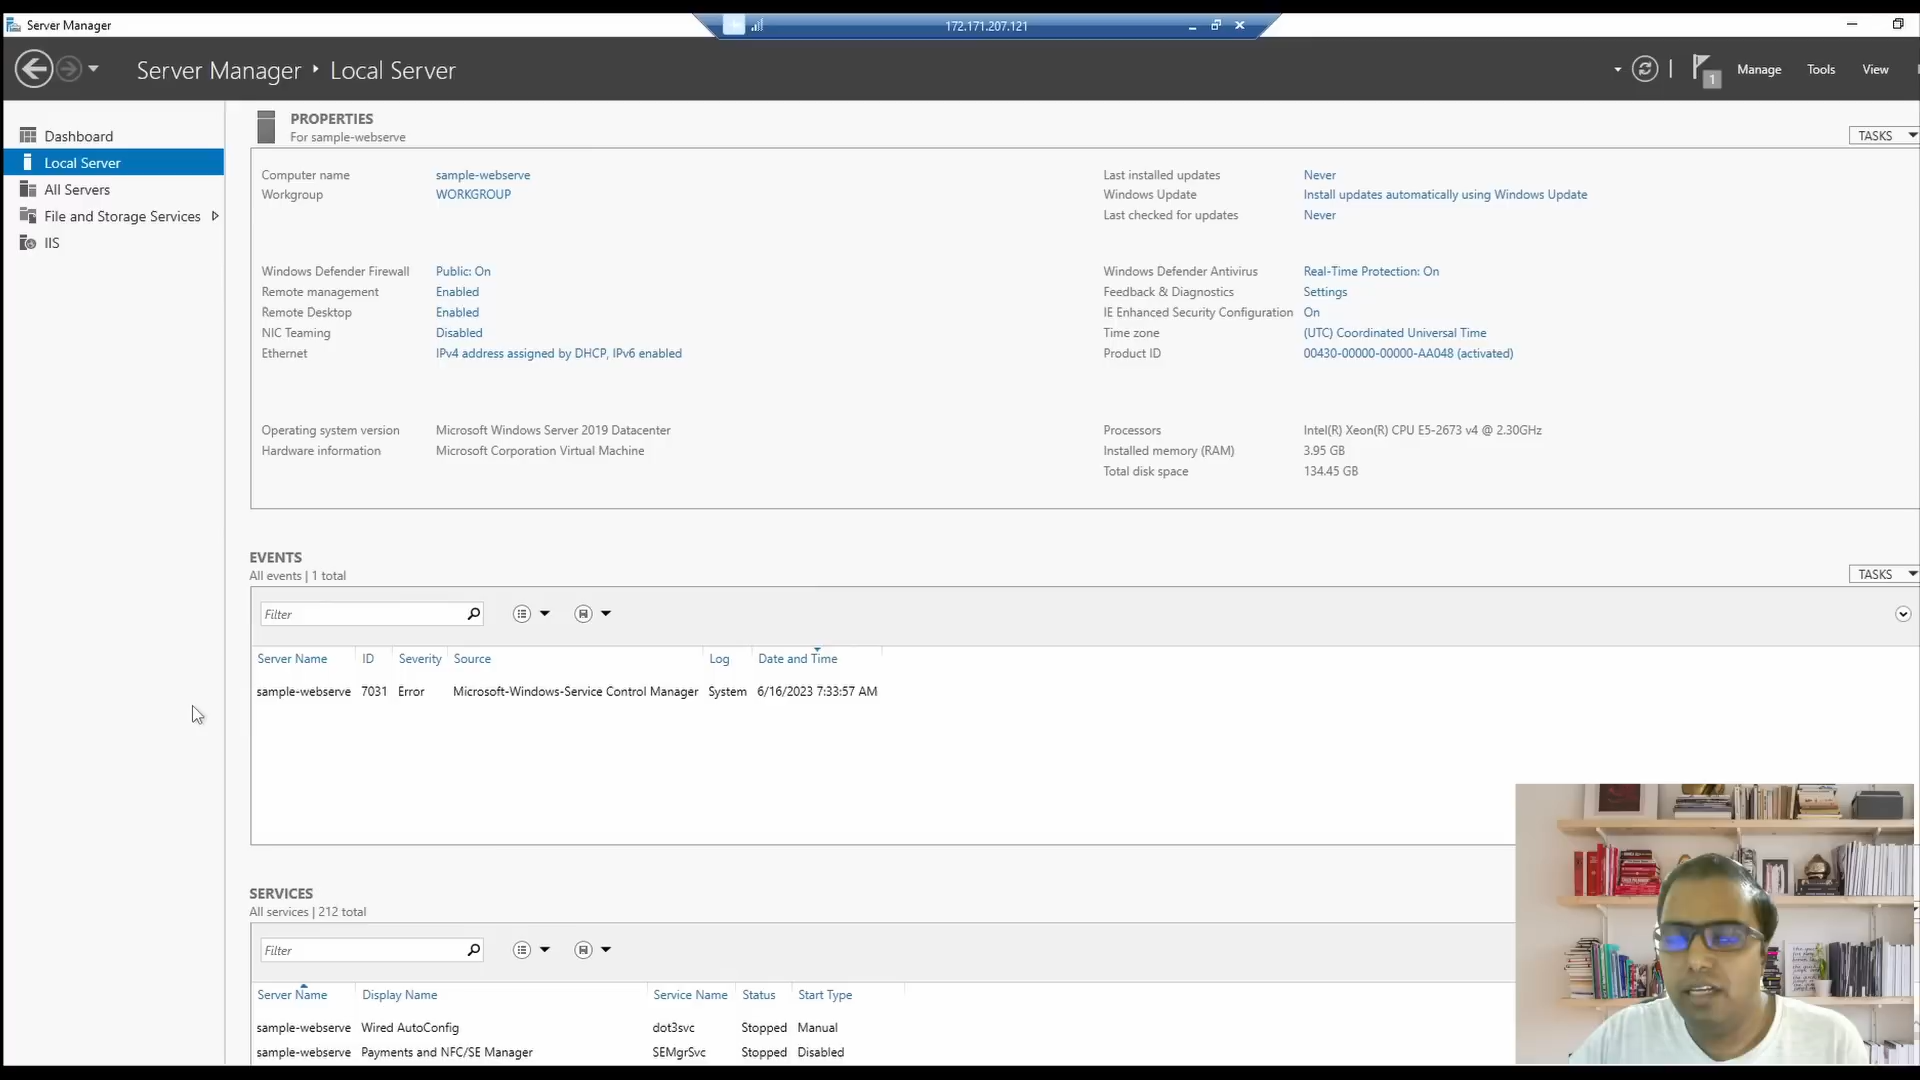 Server Manager
172.171.207.121
Server Manager ‣ Local Server
1
Manage
Tools
View
Dashboard
Local Server
All Servers
File and Storage Services
IIS
PROPERTIES
For sample-webserve
TASKS
Computer name sample-webserve
Workgroup WORKGROUP
Last installed updates Never
Windows Update Install updates automatically using Windows Update
Last checked for updates Never
Windows Defender Firewall Public: On
Remote management Enabled
Remote Desktop Enabled
NIC Teaming Disabled
Ethernet IPv4 address assigned by DHCP, IPv6 enabled
Windows Defender Antivirus Real-Time Protection: On
Feedback & Diagnostics Settings
IE Enhanced Security Configuration On
Time zone (UTC) Coordinated Universal Time
Product ID 00430-00000-00000-AA048 (activated)
Operating system version Microsoft Windows Server 2019 Datacenter
Hardware information Microsoft Corporation Virtual Machine
Processors Intel(R) Xeon(R) CPU E5-2673 v4 @ 2.30GHz
Installed memory (RAM) 3.95 GB
Total disk space 134.45 GB
EVENTS
All events | 1 total
TASKS
Filter
Server Name ID Severity Source Log Date and Time
sample-webserve 7031 Error Microsoft-Windows-Service Control Manager System 6/16/2023 7:33:57 AM
SERVICES
All services | 212 total
Filter
Server Name Display Name Service Name Status Start Type
sample-webserve Wired AutoConfig dot3svc Stopped Manual
sample-webserve Payments and NFC/SE Manager SEMgrSvc Stopped Disabled